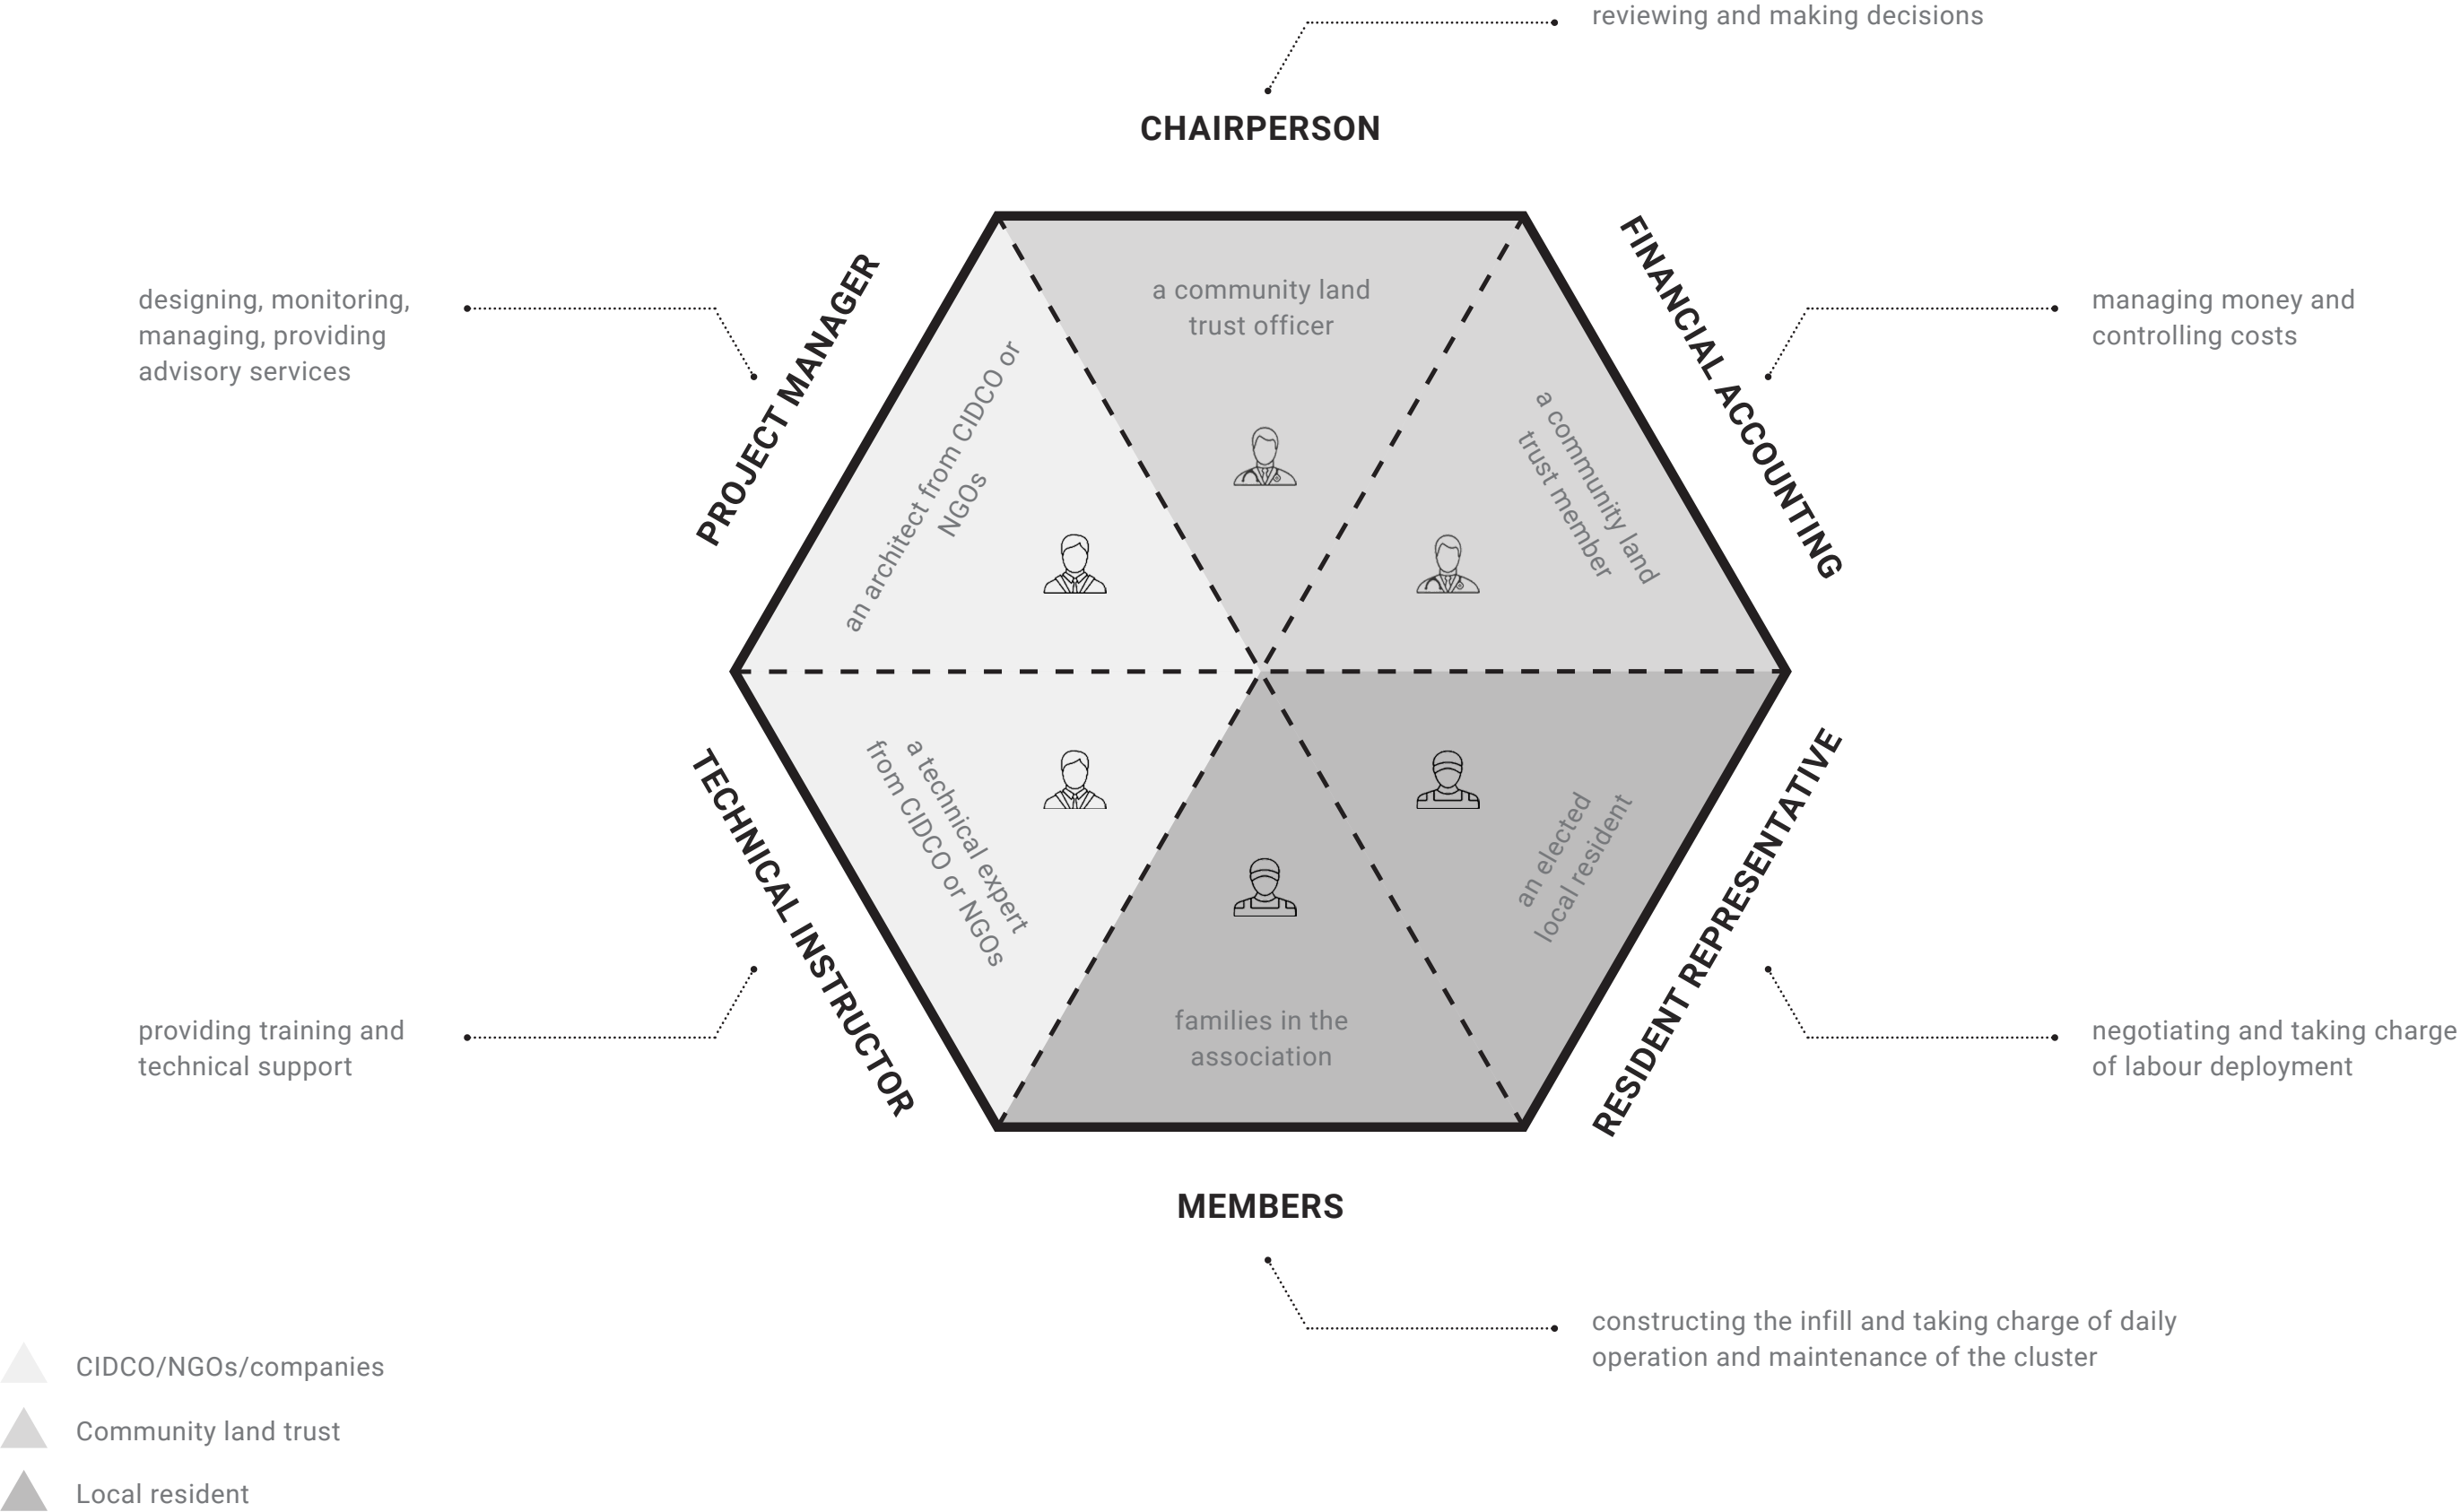 reviewing and making decisions
CHAIRPERSON
PROJECT MANAGER
designing, monitoring,
managing, providing
advisory services
an architect from CIDCO or
NGOs
a community land
trust officer
a community land
trust member
FINANCIAL ACCOUNTING
managing money and
controlling costs
TECHNICAL INSTRUCTOR
providing training and
technical support
a technical expert
from CIDCO or NGOs
families in the
association
an elected
local resident
RESIDENT REPRESENTATIVE
negotiating and taking charge
of labour deployment
MEMBERS
constructing the infill and taking charge of daily
operation and maintenance of the cluster
CIDCO/NGOs/companies
Community land trust
Local resident